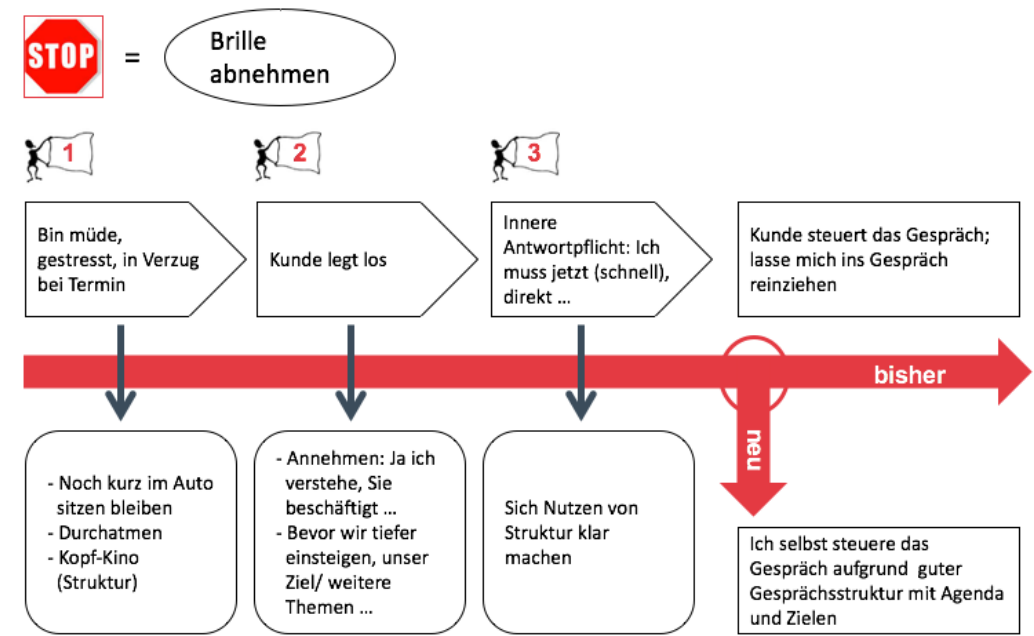 STOP
=
Brille
abnehmen
1
2
3
Bin müde,
gestresst, in Verzug
bei Termin
Kunde legt los
Innere
Antwortpflicht: Ich
muss jetzt (schnell),
direkt ...
Kunde steuert das Gespräch;
lasse mich ins Gespräch
reinziehen
bisher
neu
- Noch kurz im Auto
sitzen bleiben
- Durchatmen
- Kopf-Kino
(Struktur)
- Annehmen: Ja ich
verstehe, Sie
beschäftigt ...
- Bevor wir tiefer
einsteigen, unser
Ziel/ weitere
Themen ...
Sich Nutzen von
Struktur klar
machen
Ich selbst steuere das
Gespräch aufgrund guter
Gesprächsstruktur mit Agenda
und Zielen